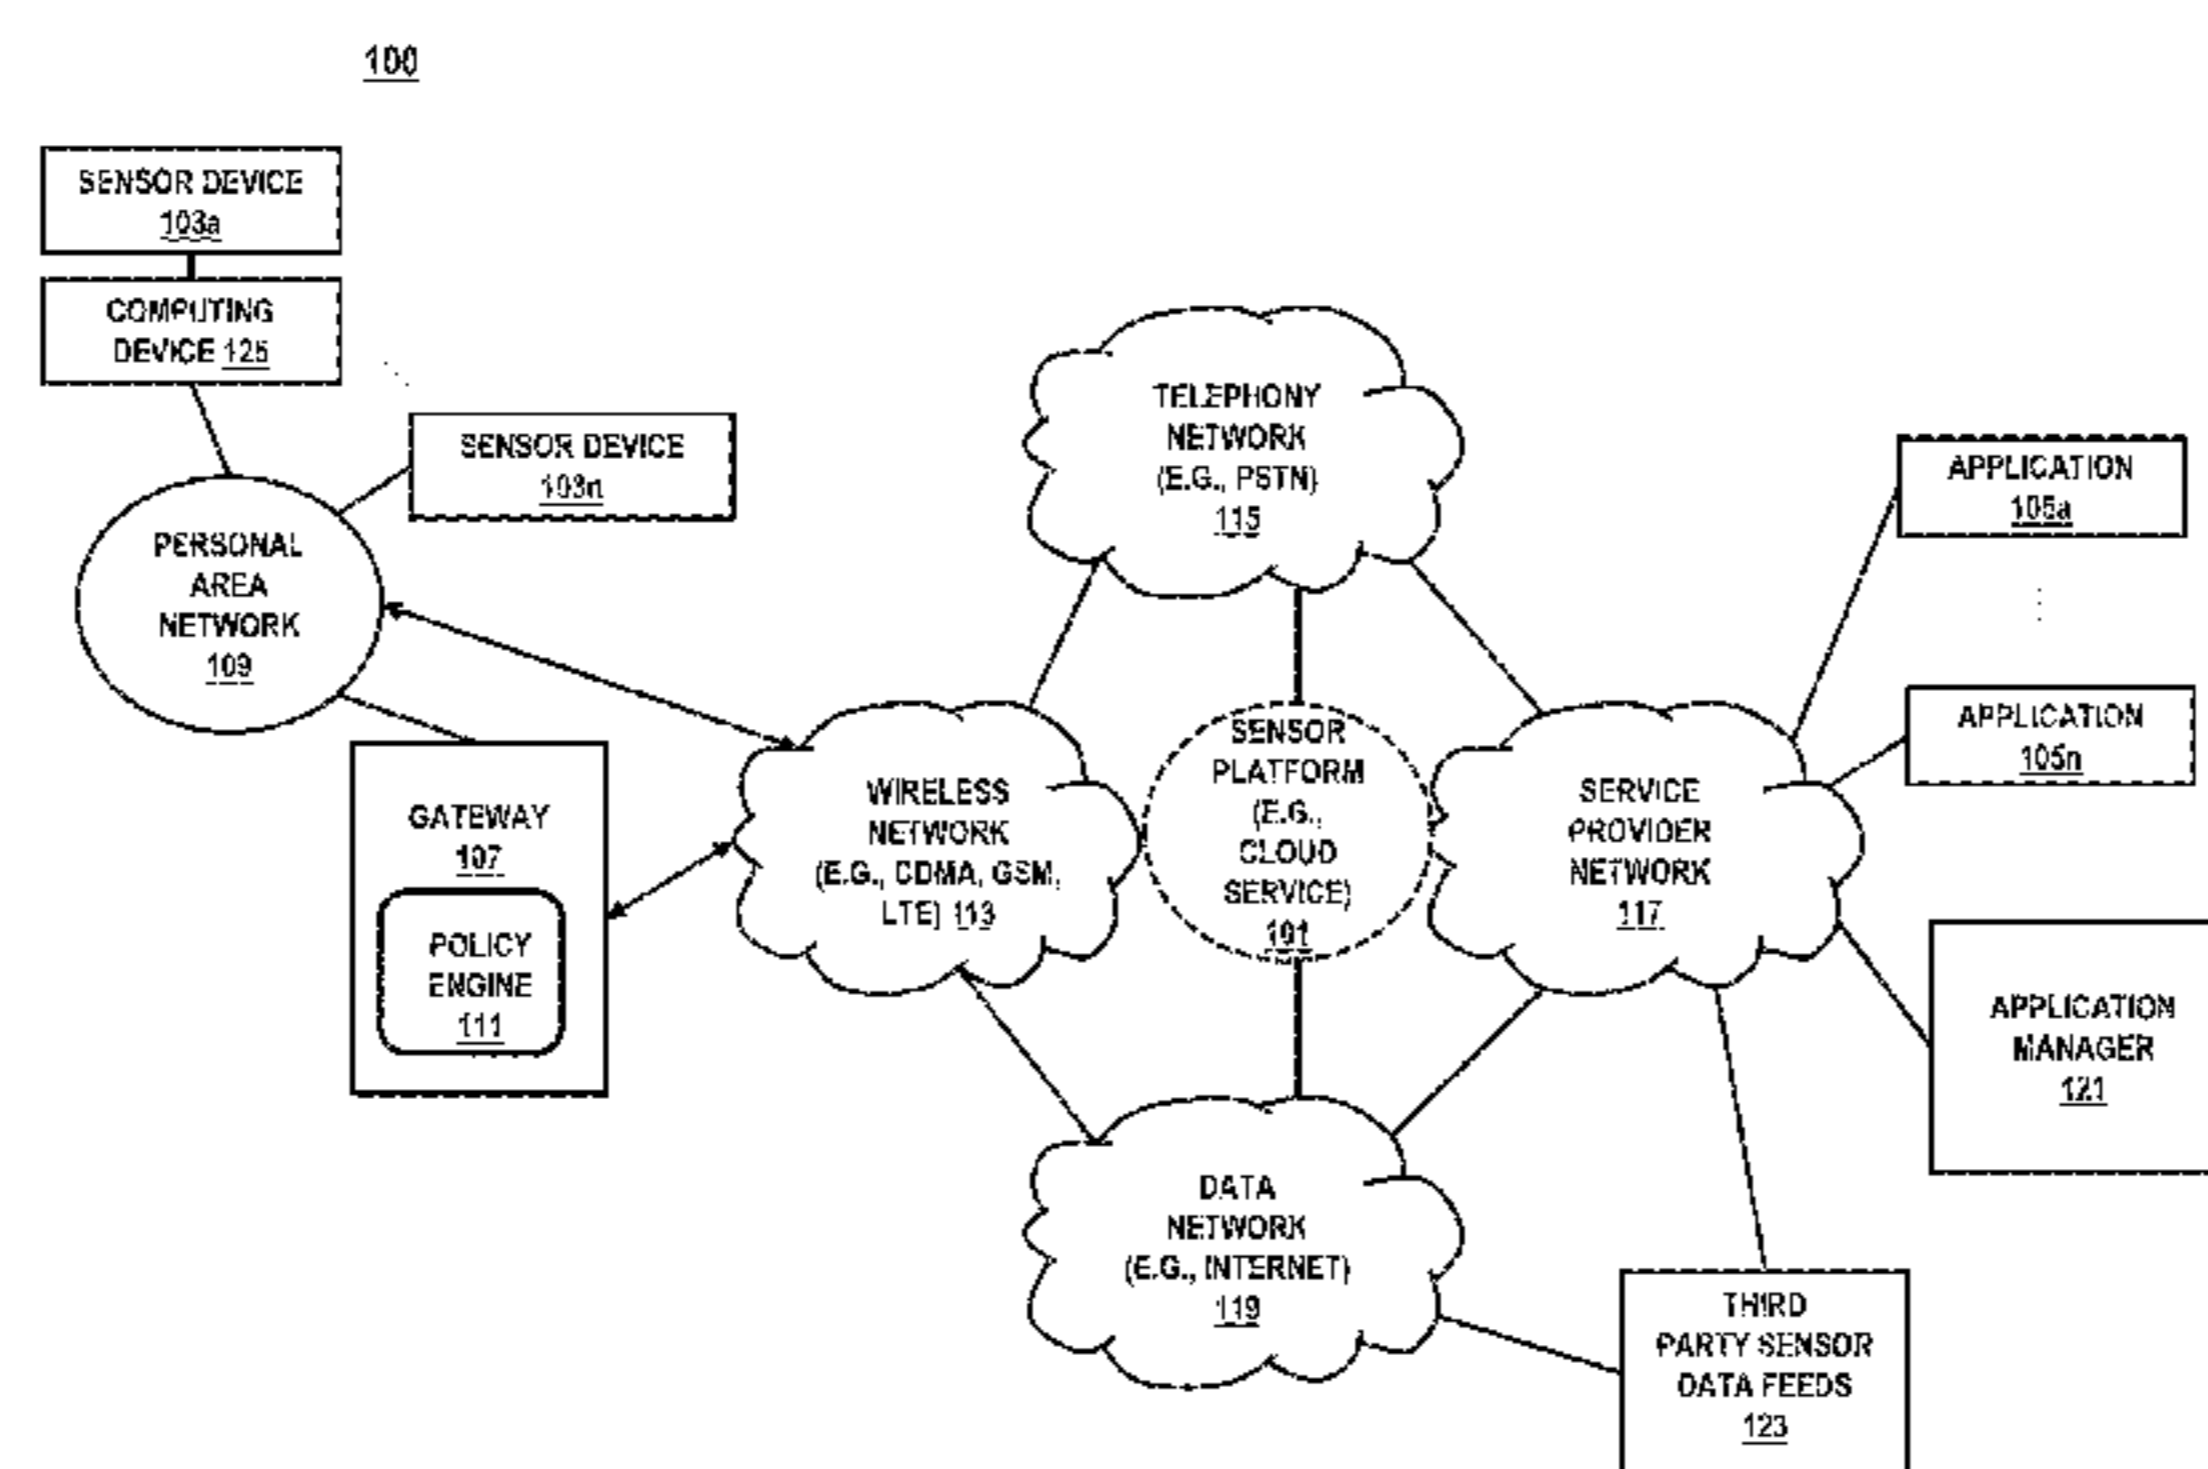 100
SENSOR DEVICE
103a
COMPUTING
DEVICE 125
SENSOR DEVICE
103n
PERSONAL
AREA
NETWORK
109
GATEWAY
107
POLICY
ENGINE
111
TELEPHONY
NETWORK
(E.G., PSTN)
115
WIRELESS
NETWORK
(E.G., CDMA, GSM,
LTE) 113
SENSOR
PLATFORM
(E.G.,
CLOUD
SERVICE)
101
SERVICE
PROVIDER
NETWORK
117
APPLICATION
105a
APPLICATION
105n
APPLICATION
MANAGER
121
DATA
NETWORK
(E.G., INTERNET)
119
THIRD
PARTY SENSOR
DATA FEEDS
123